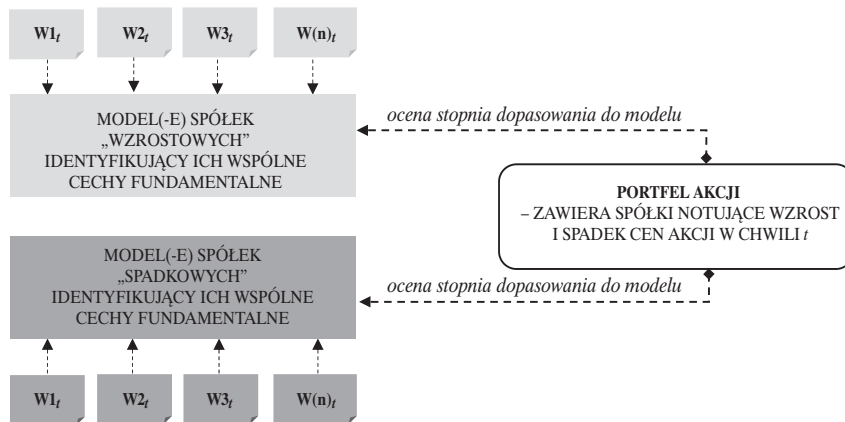 W1t W2t W3t W(n)t
MODEL(-E) SPÓŁEK
„WZROSTOWYCH”
IDENTYFIKUJĄCY ICH WSPÓLNE
CECHY FUNDAMENTALNE
ocena stopnia dopasowania do modelu
PORTFEL AKCJI
– ZAWIERA SPÓŁKI NOTUJĄCE WZROST
I SPADEK CEN AKCJI W CHWILI t
MODEL(-E) SPÓŁEK
„SPADKOWYCH”
IDENTYFIKUJĄCY ICH WSPÓLNE
CECHY FUNDAMENTALNE
ocena stopnia dopasowania do modelu
W1t W2t W3t W(n)t